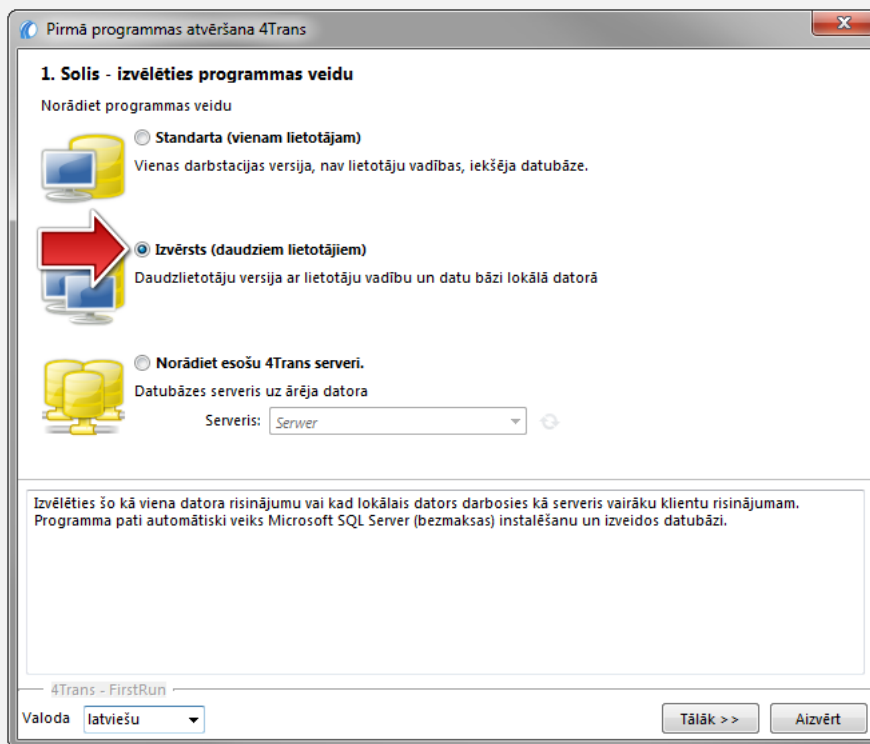 Pirmā programmas atvēršana 4Trans
1. Solis - izvēlēties programmas veidu
Norādiet programmas veidu
Standarta (vienam lietotājam)
Vienas darbstacijas versija, nav lietotāju vadības, iekšēja datubāze.
Izvērsts (daudziem lietotājiem)
Daudzlietotāju versija ar lietotāju vadību un datu bāzi lokālā datorā
Norādiet esošu 4Trans serveri.
Datubāzes serveris uz ārēja datora
Serveris: Serwer
Izvēlēties šo kā viena datora risinājumu vai kad lokālais dators darbosies kā serveris vairāku klientu risinājumam.
Programma pati automātiski veiks Microsoft SQL Server (bezmaksas) instalēšanu un izveidos datubāzi.
4Trans - FirstRun
Valoda latviešu Tālāk >> Aizvērt